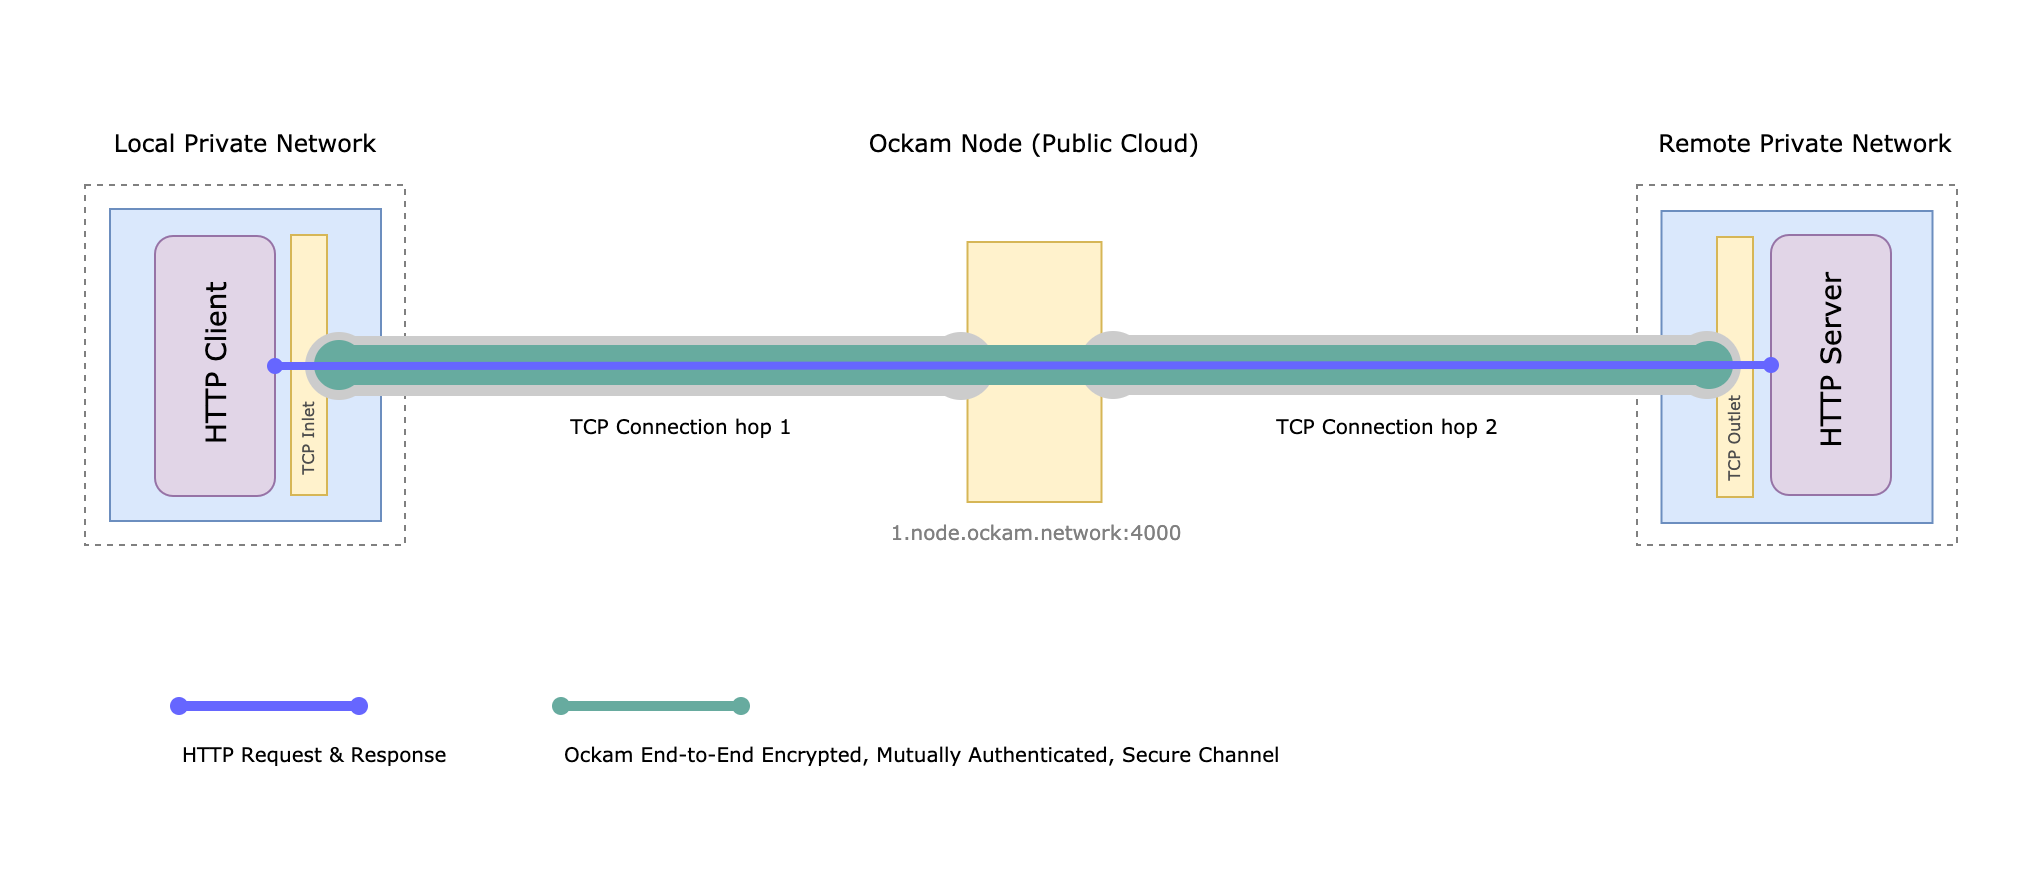 Local Private Network
Ockam Node (Public Cloud)
Remote Private Network
HTTP Client
TCP Inlet
TCP Connection hop 1
TCP Connection hop 2
TCP Outlet
HTTP Server
1.node.ockam.network:4000
HTTP Request & Response
Ockam End-to-End Encrypted, Mutually Authenticated, Secure Channel